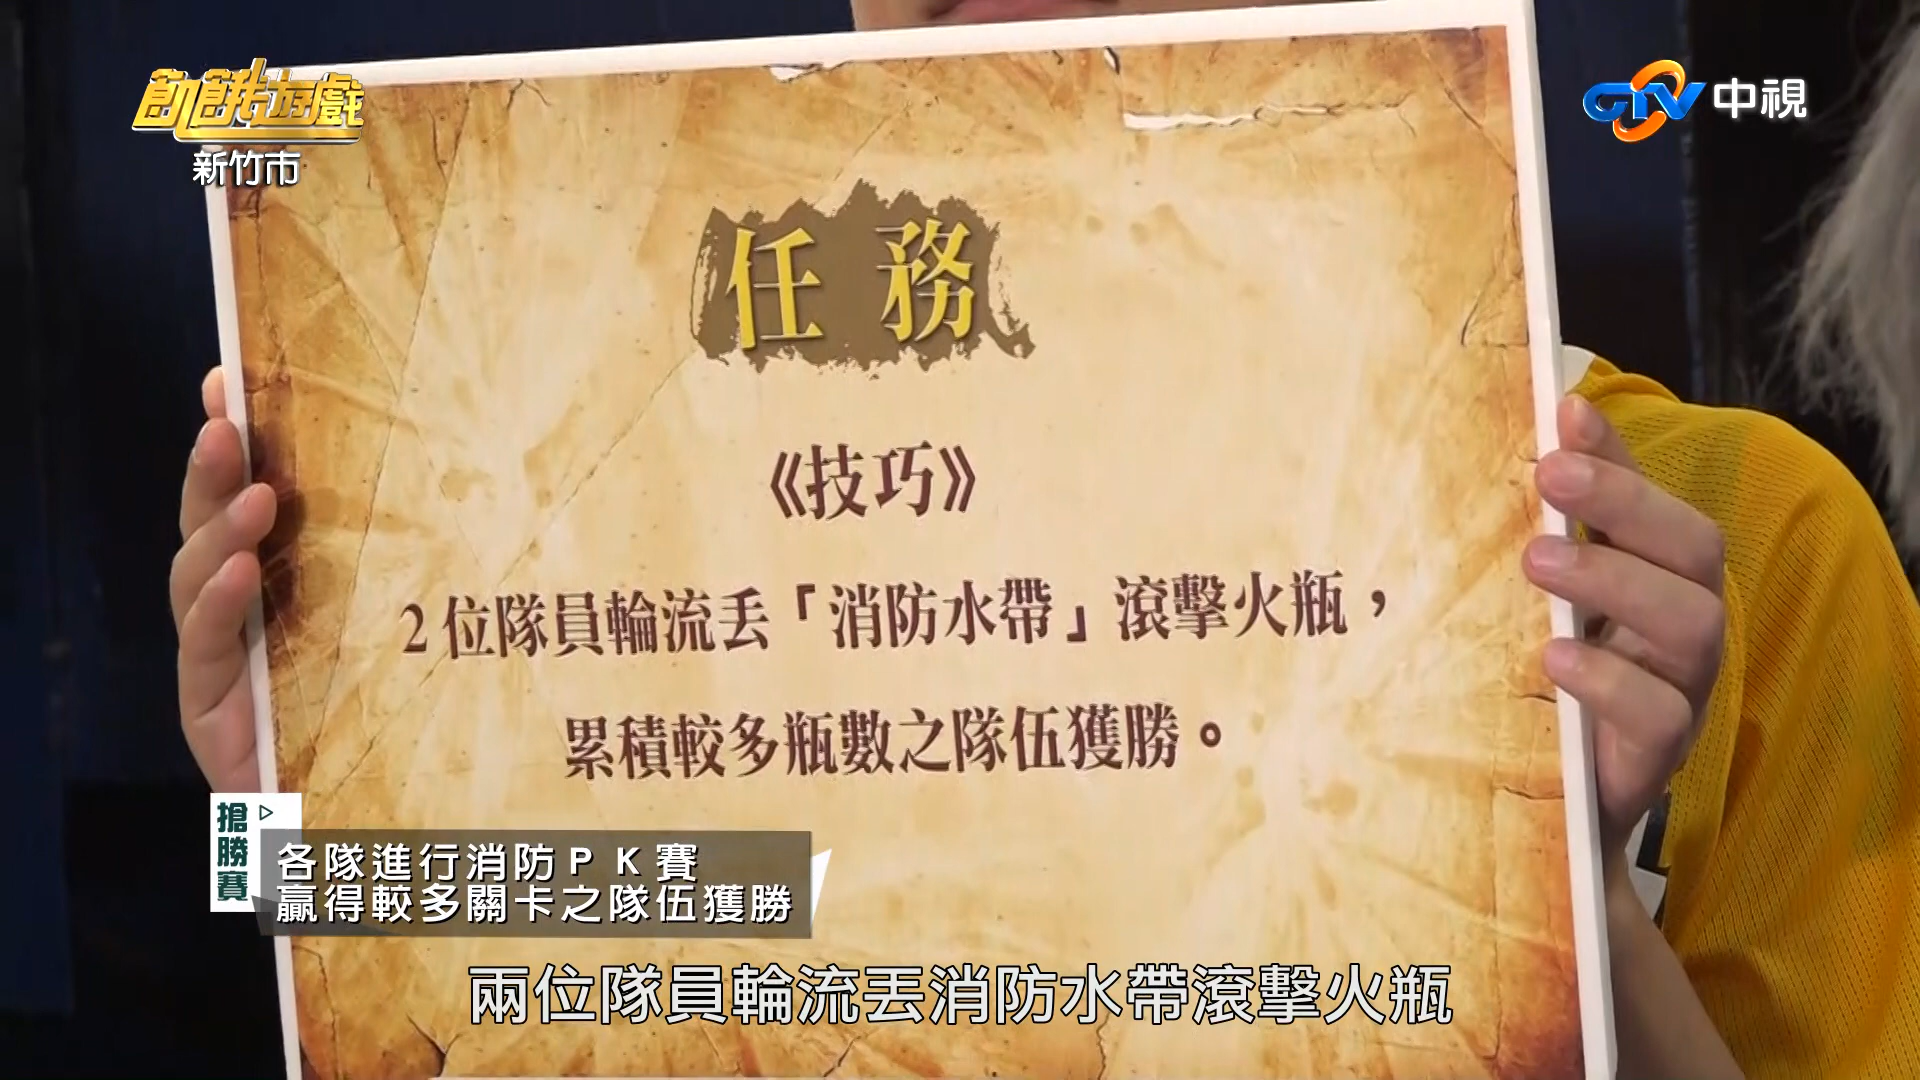 飢餓遊戲
新竹市
CTV中視
任務
《技巧》
2位隊員輪流丟「消防水帶」滾擊火瓶，
累積較多瓶數之隊伍獲勝。
搶勝賽
各隊進行消防PK賽
贏得較多關卡之隊伍獲勝
兩位隊員輪流丟消防水帶滾擊火瓶